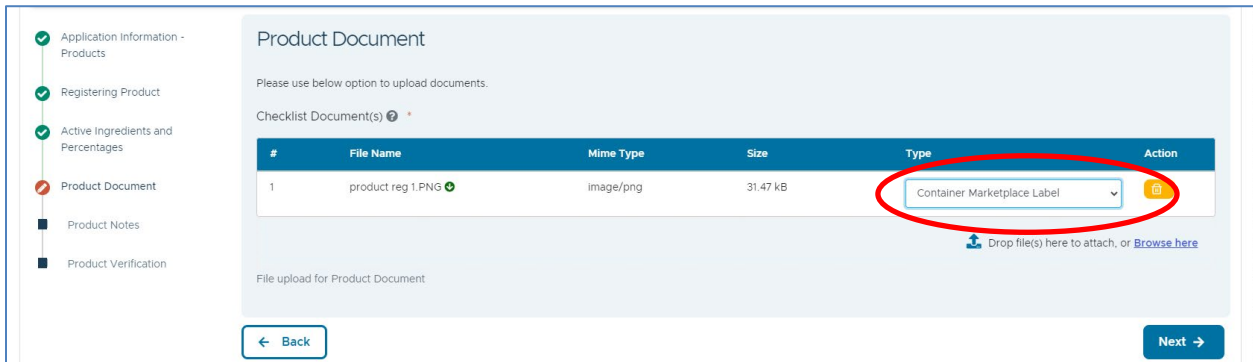 Application Information -
Products
Registering Product
Active Ingredients and
Percentages
Product Document
Product Notes
Product Verification
Product Document
Please use below option to upload documents.
Checklist Document(s) ? *
# File Name Mime Type Size Type Action
1 product reg 1.PNG image/png 31.47 kB Container Marketplace Label
Drop file(s) here to attach, or Browse here
File upload for Product Document
← Back
Next →